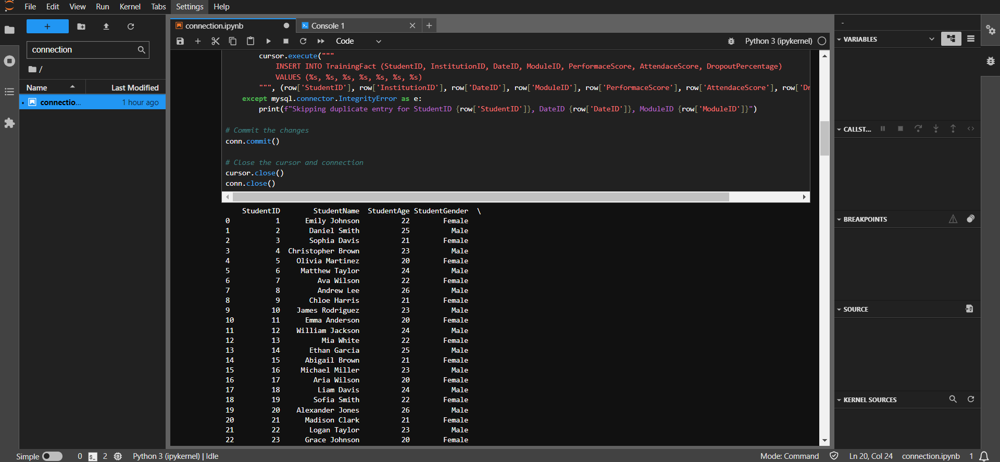 File Edit View Run Kernel Tabs Settings Help
connection
/
Name Last Modified
connectio... 1 hour ago
connection.ipynb Console 1
Code Python 3 (ipykernel)
cursor.execute("""
INSERT INTO TrainingFact (StudentID, InstitutionID, DateID, ModuleID, PerformaceScore, AttendaceScore, DropoutPercentage)
VALUES (%s, %s, %s, %s, %s, %s, %s)
""", (row['StudentID'], row['InstitutionID'], row['DateID'], row['ModuleID'], row['PerformaceScore'], row['AttendaceScore'], row['Dr
except mysql.connector.IntegrityError as e:
print(f"Skipping duplicate entry for StudentID {row['StudentID']}, DateID {row['DateID']}, ModuleID {row['ModuleID']}")
# Commit the changes
conn.commit()
# Close the cursor and connection
cursor.close()
conn.close()
StudentID StudentName StudentAge StudentGender \
0 1 Emily Johnson 22 Female
1 2 Daniel Smith 25 Male
2 3 Sophia Davis 21 Female
3 4 Christopher Brown 23 Male
4 5 Olivia Martinez 20 Female
5 6 Matthew Taylor 24 Male
6 7 Ava Wilson 22 Female
7 8 Andrew Lee 26 Male
8 9 Chloe Harris 21 Female
9 10 James Rodriguez 23 Male
10 11 Emma Anderson 20 Female
11 12 William Jackson 24 Male
12 13 Mia White 22 Female
13 14 Ethan Garcia 25 Male
14 15 Abigail Brown 21 Female
15 16 Michael Miller 23 Male
16 17 Aria Wilson 20 Female
17 18 Liam Davis 24 Male
18 19 Sofia Smith 22 Female
19 20 Alexander Jones 26 Male
20 21 Madison Clark 21 Female
21 22 Logan Taylor 23 Male
22 23 Grace Johnson 20 Female
-
VARIABLES
CALLST...
BREAKPOINTS
SOURCE
KERNEL SOURCES
Simple 0 2 Python 3 (ipykernel) | Idle Mode: Command Ln 20, Col 24 connection.ipynb 1